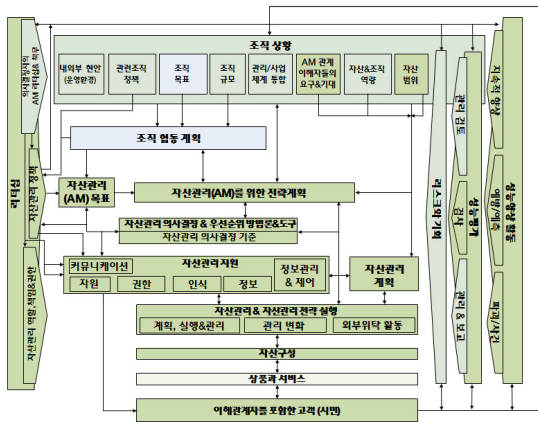 조직 상황
내외부 현안
(운영환경)
관련조직
정책
조직
목표
조직
규모
관리/사업
체계 통합
AM 관계
이해자들의
요구&기대
자산&조직
역량
자산
범위
조직 협동 계획
리더십
의사결정자의
AM 리더십& 책무
자산관리 정책
자산관리 역할, 책임&권한
자산관리
(AM) 목표
자산관리(AM)를 위한 전략계획
자산관리 의사결정 & 우선순위 방법론&도구
자산관리 의사결정 기준
자산관리 지원
커뮤니케이션
자원
권한
인식
정보
정보관리
& 제어
자산관리
계획
자산관리 & 자산관리 전략 실행
계획, 실행&관리
관리 변화
외부위탁 활동
자산구성
상품과 서비스
이해관계자를 포함한 고객 (시민)
리스크와 기회
관리 검토
감사
관리 & 보고
성능평가
지속적 향상
예방/예측
파괴/사건
성능향상 활동